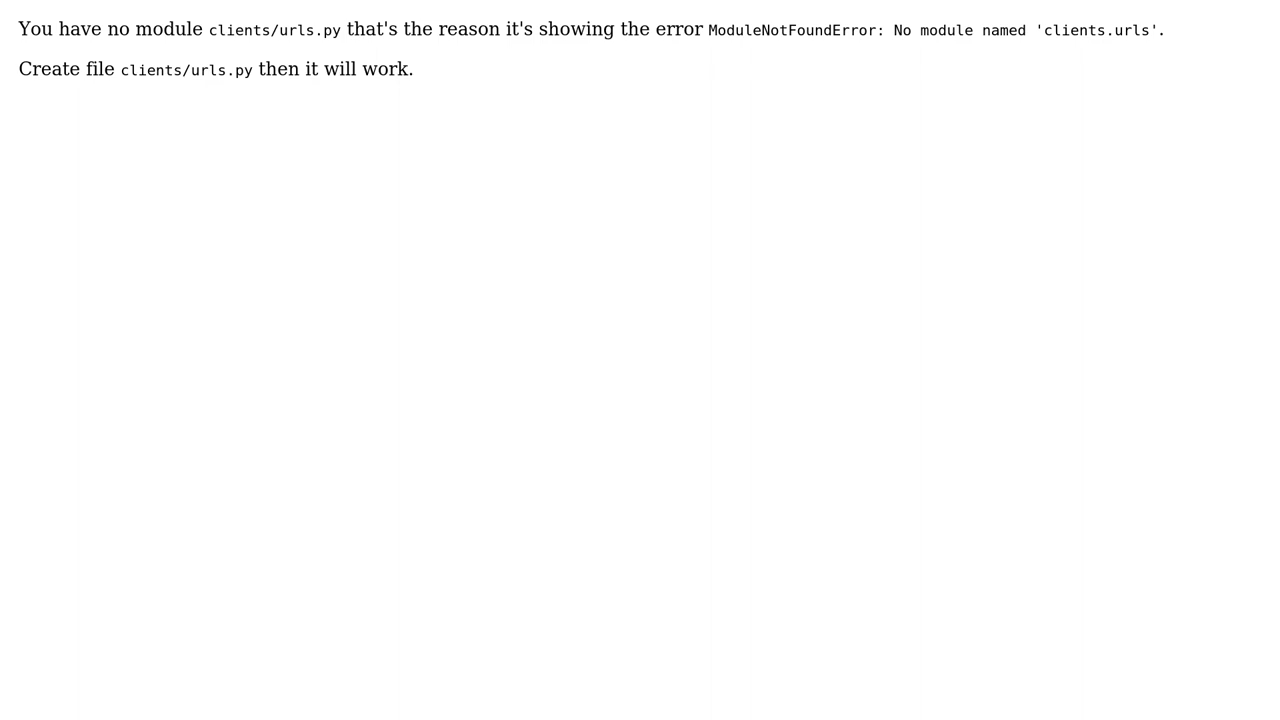 You have no module clients/urls.py that's the reason it's showing the error ModuleNotFoundError: No module named 'clients.urls'.
Create file clients/urls.py then it will work.